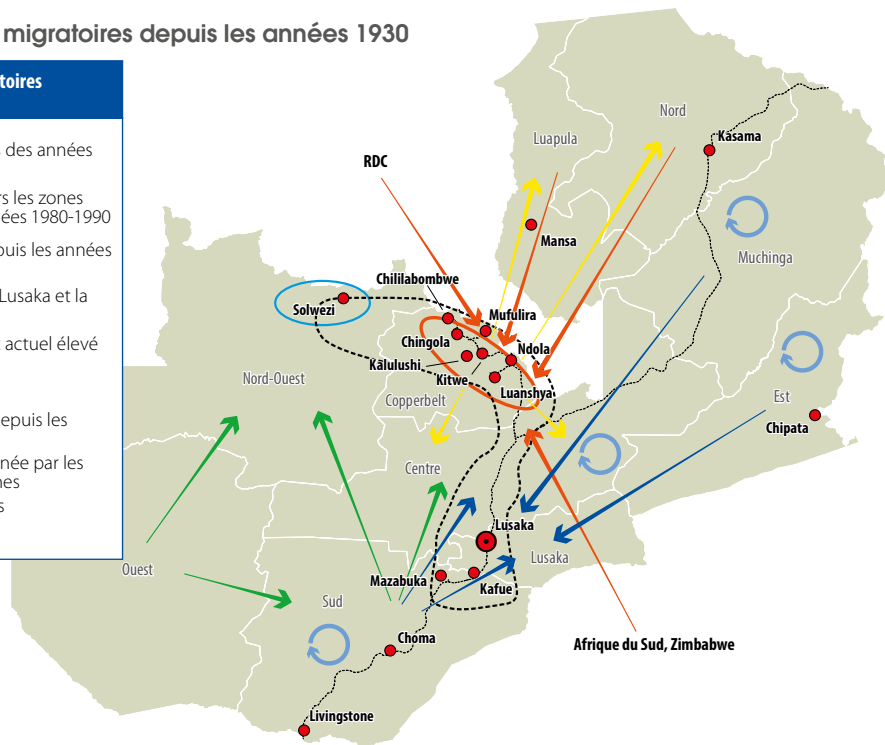 migratoires depuis les années 1930
toires
des années
rs les zones
ées 1980-1990
puis les années
Lusaka et la
t actuel élevé
depuis les
née par les
nes
s
RDC
Luapula
Nord
Kasama
Mansa
Muchinga
Chililabombwe
Solwezi
Mufulira
Chingola
Ndola
Kalulushi
Kitwe
Luanshya
Nord-Ouest
Copperbelt
Est
Chipata
Centre
Lusaka
Lusaka
Ouest
Mazabuka
Kafue
Sud
Choma
Afrique du Sud, Zimbabwe
Livingstone